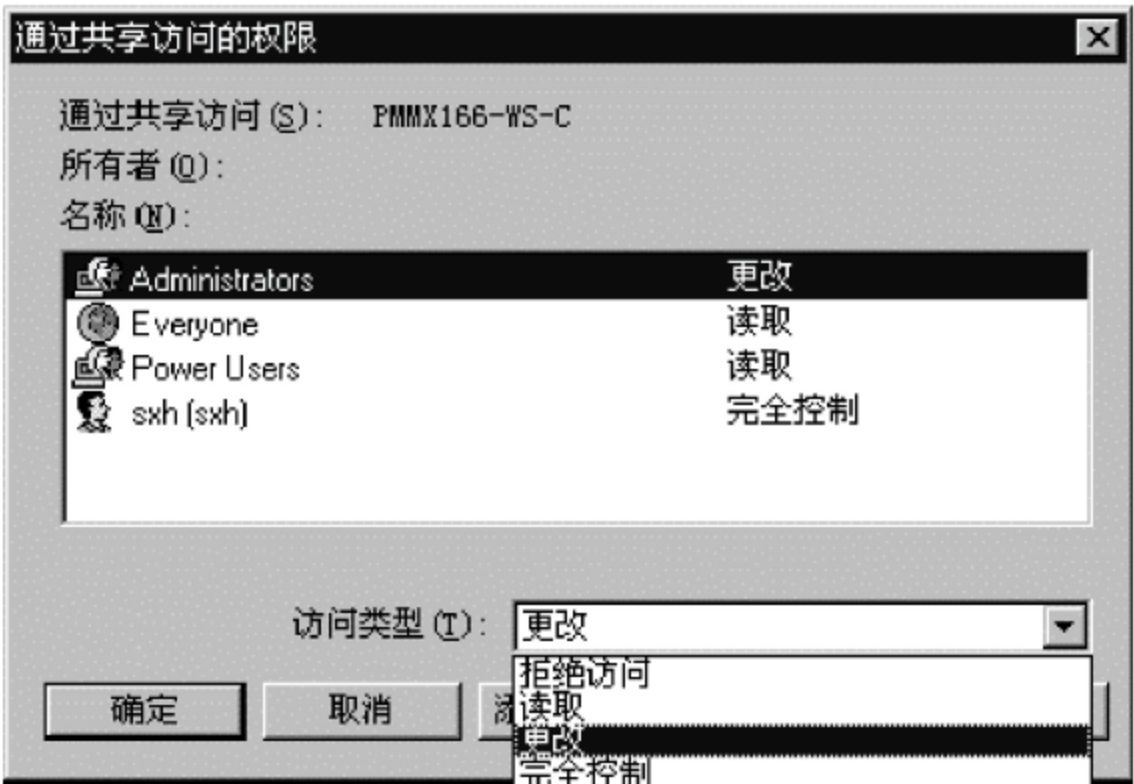 通过共享访问的权限
通过共享访问(S): PMMX166-WS-C
所有者(O):
名称(N):
Administrators 更改
Everyone 读取
Power Users 读取
sxh (sxh) 完全控制
访问类型(T): 更改
拒绝访问
读取
更改
完全控制
确定 取消